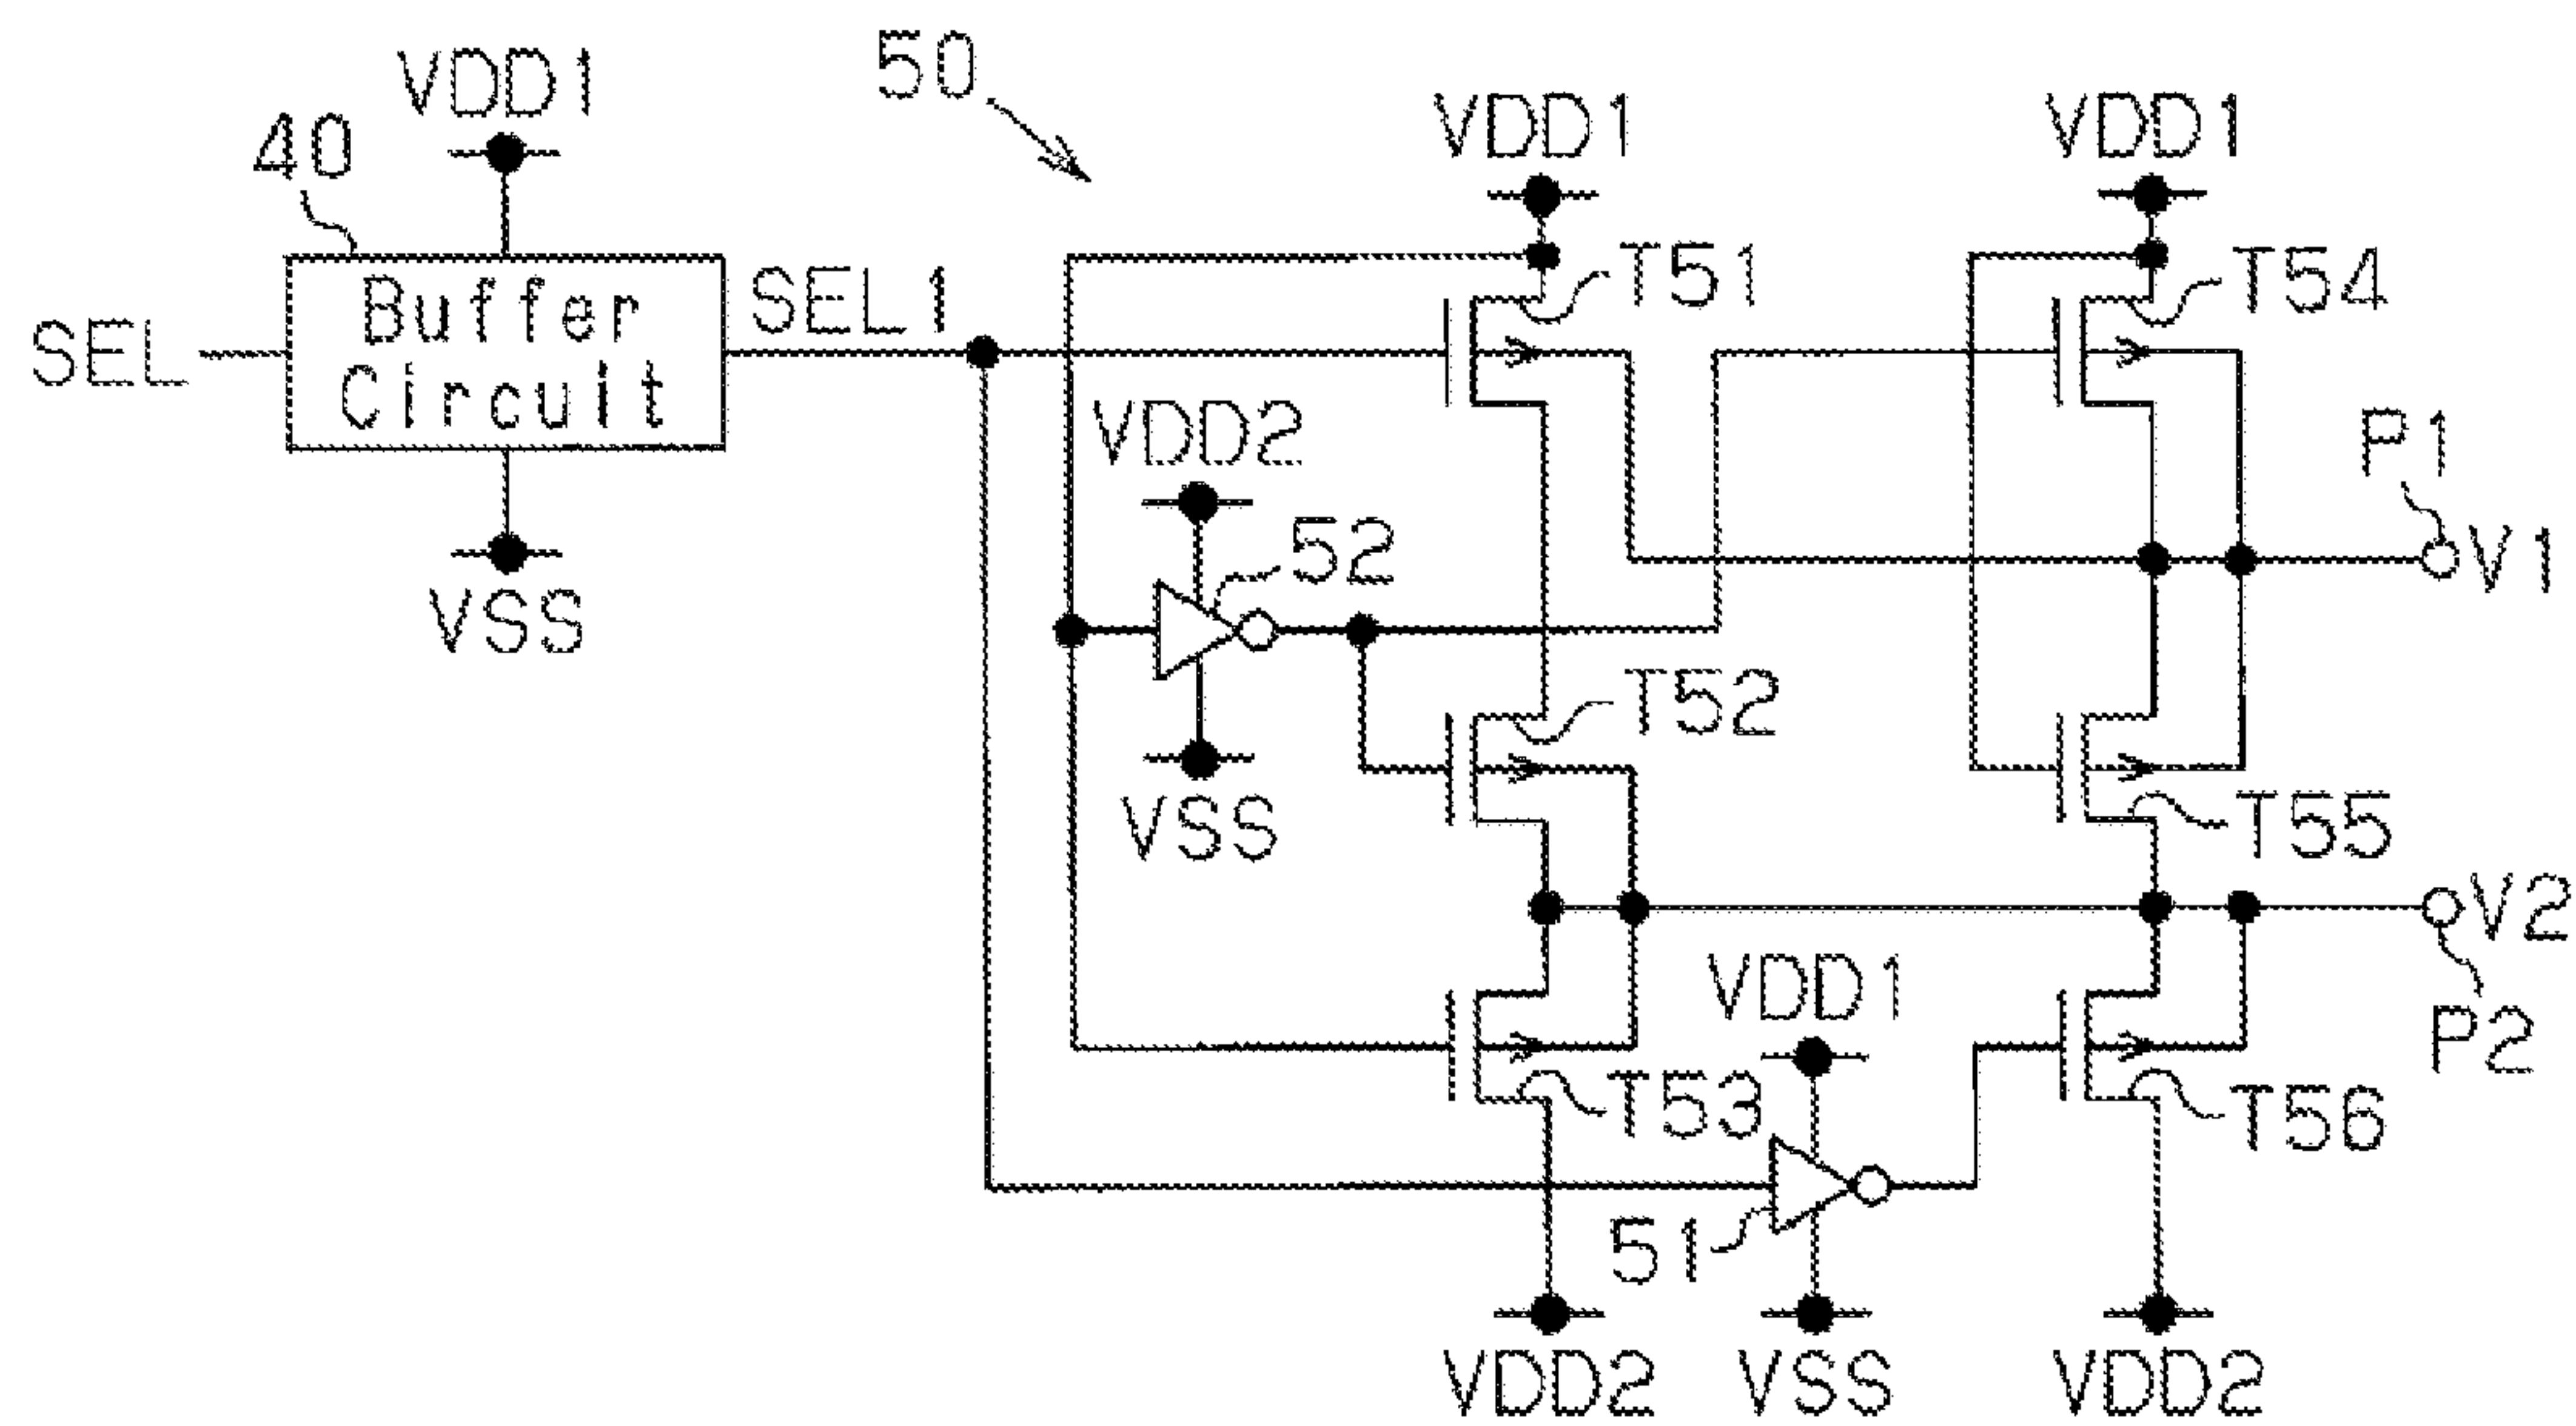 50
VDD1
40
VDD1
VDD1
SEL
Buffer
Circuit
SEL1
T51
T54
VDD2
P1
52
V1
VSS
T52
VSS
T55
V2
VDD1
P2
T53
T56
51
VDD2
VSS
VDD2